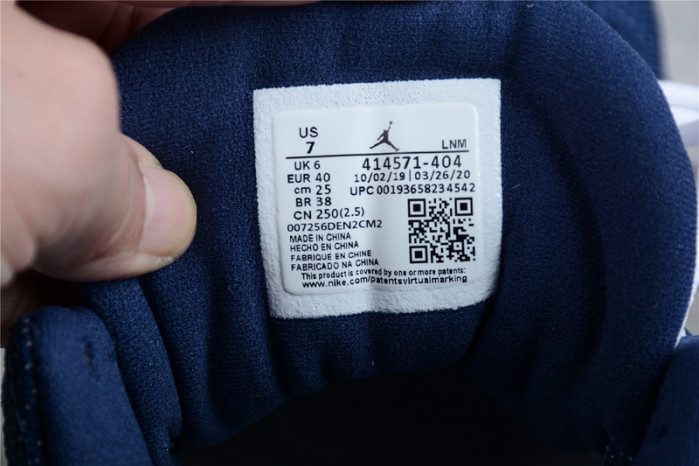 US
7
LNM
UK 6
414571-404
EUR 40
10/02/19 | 03/26/20
cm 25
UPC 00193658234542
BR 38
CN 250(2.5)
007256DEN2CM2
MADE IN CHINA
HECHO EN CHINA
FABRIQUE EN CHINE
FABRICADO NA CHINA
This product is covered by one or more patents:
www.nike.com/patentsvirtualmarking